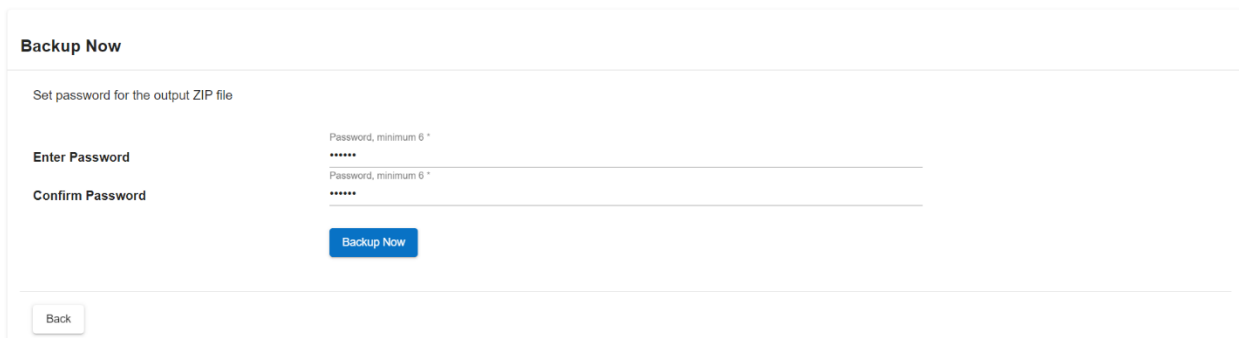 Backup Now
Set password for the output ZIP file
Password, minimum 6 *
Enter Password
••••••
Password, minimum 6 *
Confirm Password
••••••
Backup Now
Back